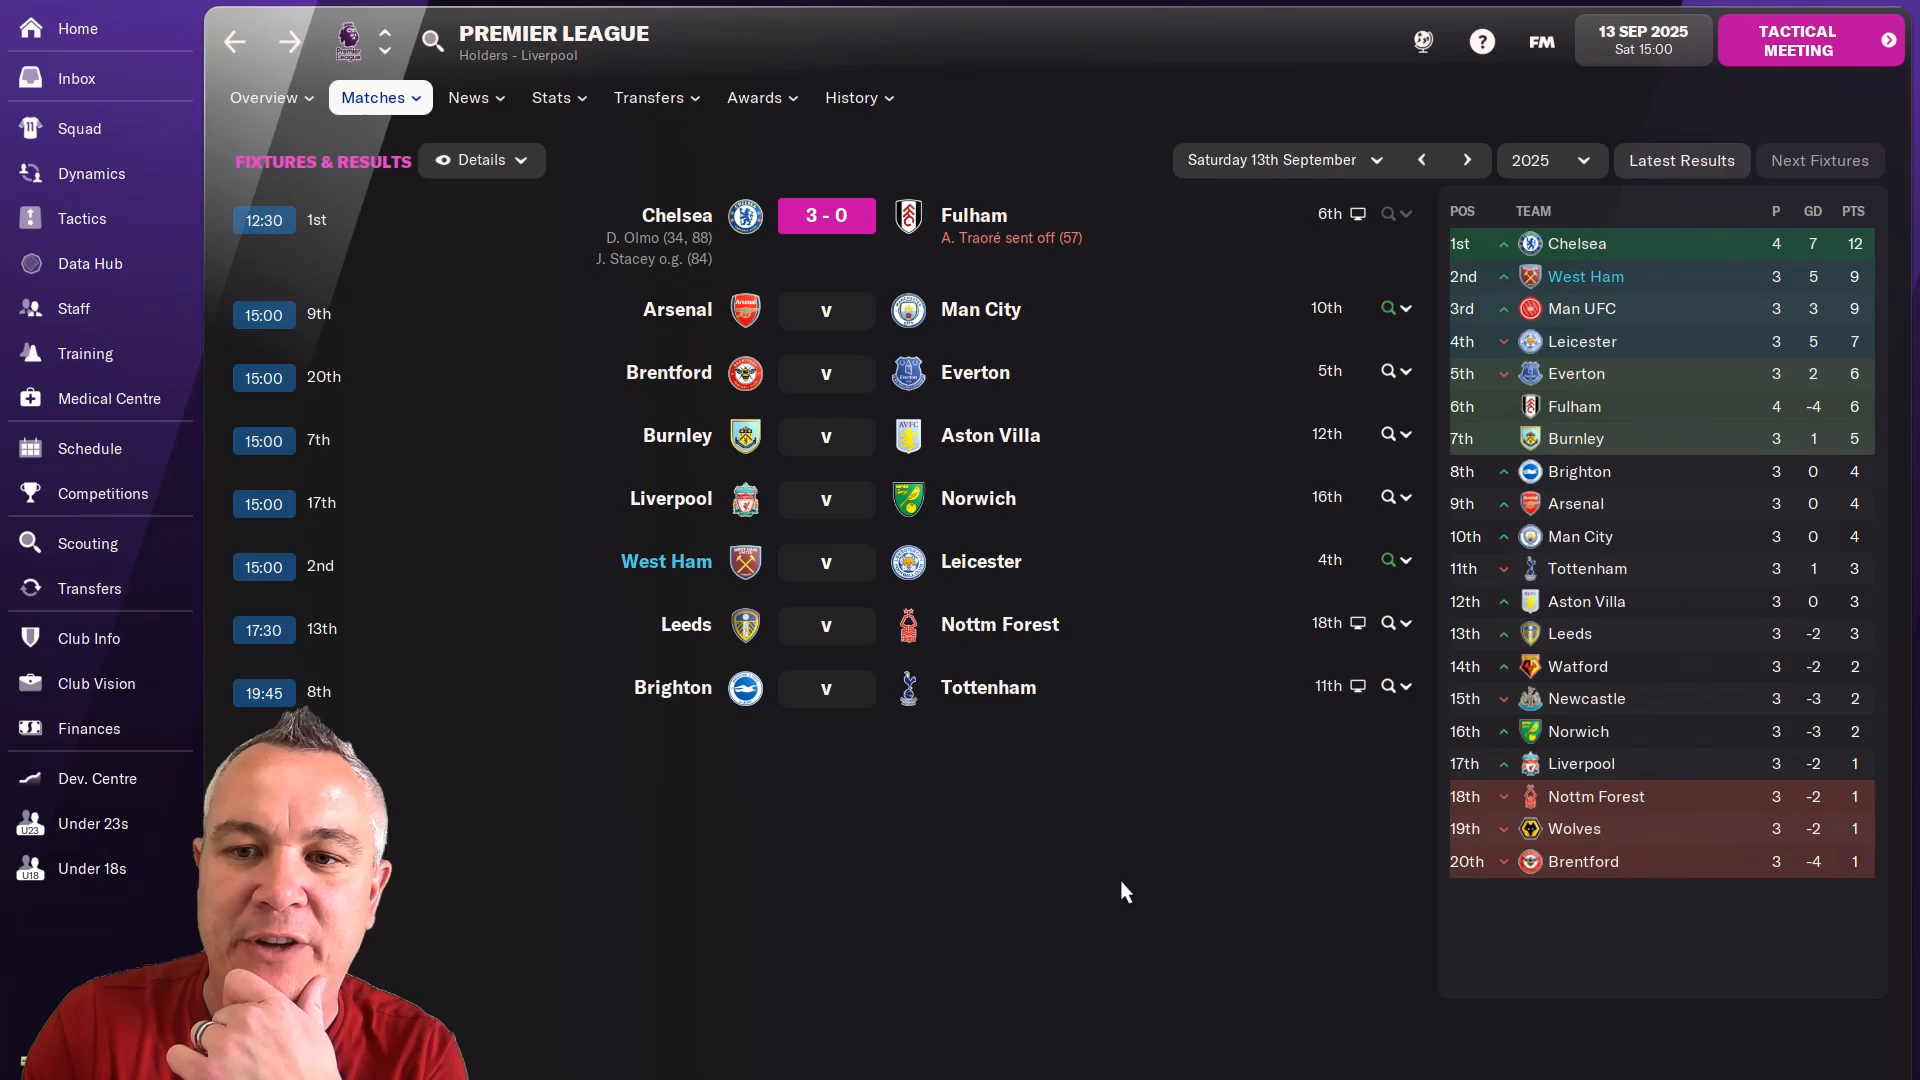 Home
Inbox
Squad
Dynamics
Tactics
Data Hub
Staff
Training
Medical Centre
Schedule
Competitions
Scouting
Transfers
Club Info
Club Vision
Finances
Dev. Centre
U23 Under 23s
U18 Under 18s
PREMIER LEAGUE
Holders - Liverpool
FM
13 SEP 2025
Sat 15:00
TACTICAL
MEETING
Overview Matches News Stats Transfers Awards History
FIXTURES & RESULTS Details Saturday 13th September 2025 Latest Results Next Fixtures
12:30 1st Chelsea 3 - 0 Fulham 6th
D. Olmo (34, 88) A. Traoré sent off (57)
J. Stacey o.g. (84)
15:00 9th Arsenal v Man City 10th
15:00 20th Brentford v Everton 5th
15:00 7th Burnley v Aston Villa 12th
15:00 17th Liverpool v Norwich 16th
15:00 2nd West Ham v Leicester 4th
17:30 13th Leeds v Nottm Forest 18th
19:45 8th Brighton v Tottenham 11th
POS TEAM P GD PTS
1st Chelsea 4 7 12
2nd West Ham 3 5 9
3rd Man UFC 3 3 9
4th Leicester 3 5 7
5th Everton 3 2 6
6th Fulham 4 -4 6
7th Burnley 3 1 5
8th Brighton 3 0 4
9th Arsenal 3 0 4
10th Man City 3 0 4
11th Tottenham 3 1 3
12th Aston Villa 3 0 3
13th Leeds 3 -2 3
14th Watford 3 -2 2
15th Newcastle 3 -3 2
16th Norwich 3 -3 2
17th Liverpool 3 -2 1
18th Nottm Forest 3 -2 1
19th Wolves 3 -2 1
20th Brentford 3 -4 1